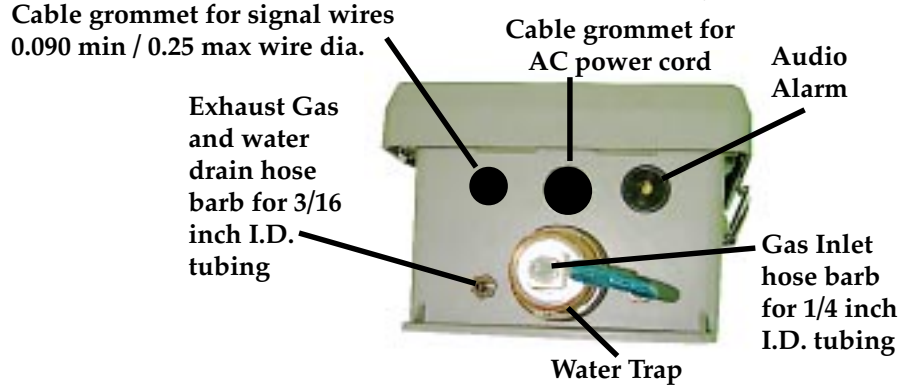 Cable grommet for signal wires
0.090 min / 0.25 max wire dia.
Cable grommet for
AC power cord
Audio
Alarm
Exhaust Gas
and water
drain hose
barb for 3/16
inch I.D.
tubing
Gas Inlet
hose barb
for 1/4 inch
I.D. tubing
Water Trap